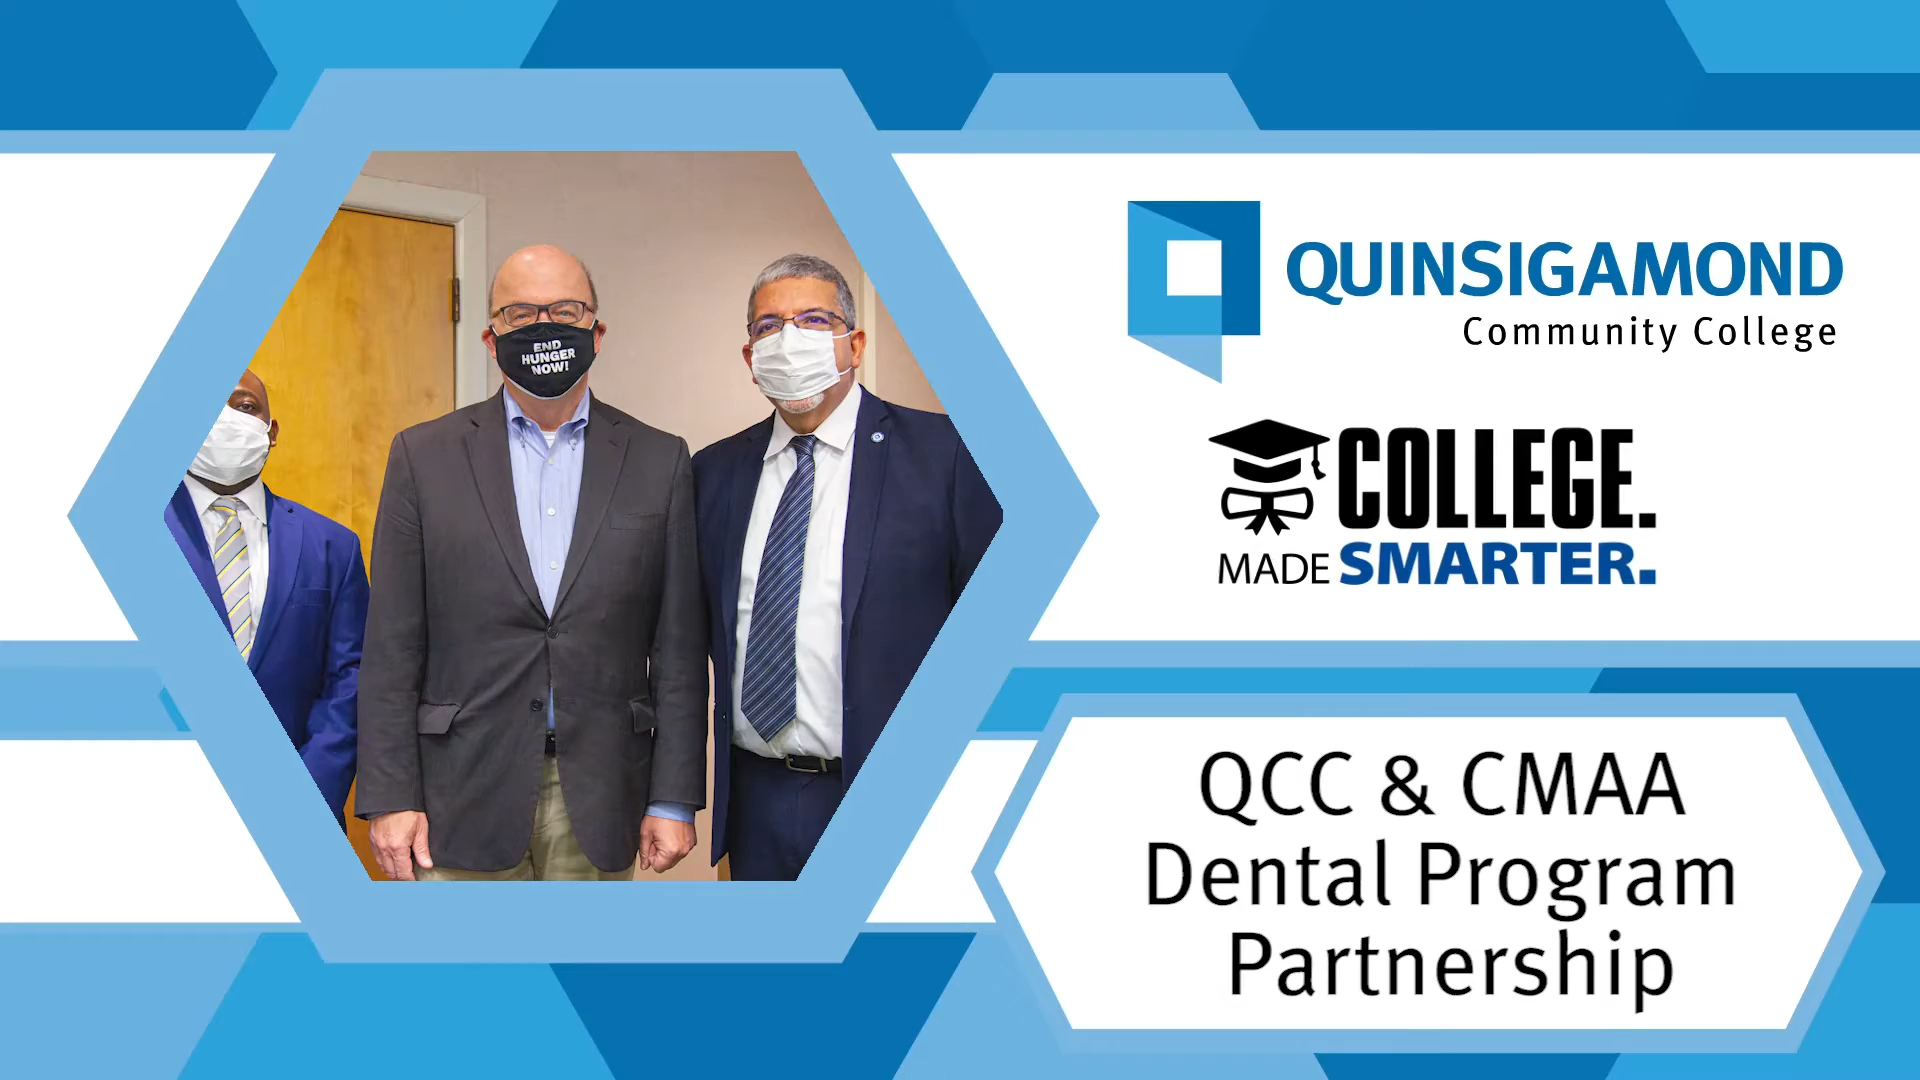 END
HUNGER
NOW!
QUINSIGAMOND
Community College
COLLEGE.
MADE SMARTER.
QCC & CMAA
Dental Program
Partnership